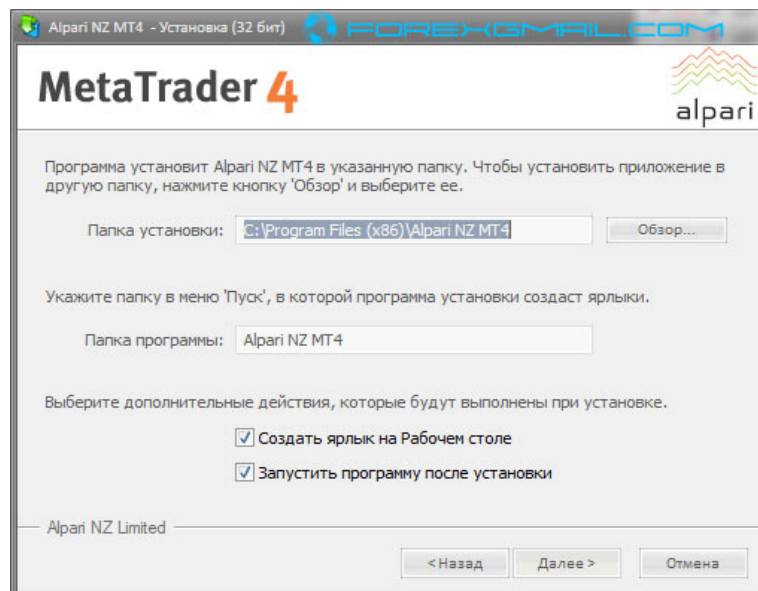 Alpari NZ MT4 - Установка (32 бит)
FOREXGMAIL.COM
MetaTrader 4
alpari
Программа установит Alpari NZ MT4 в указанную папку. Чтобы установить приложение в
другую папку, нажмите кнопку 'Обзор' и выберите ее.
Папка установки: C:\Program Files (x86)\Alpari NZ MT4 Обзор...
Укажите папку в меню 'Пуск', в которой программа установки создаст ярлыки.
Папка программы: Alpari NZ MT4
Выберите дополнительные действия, которые будут выполнены при установке.
Создать ярлык на Рабочем столе
Запустить программу после установки
Alpari NZ Limited
<Назад Далее> Отмена